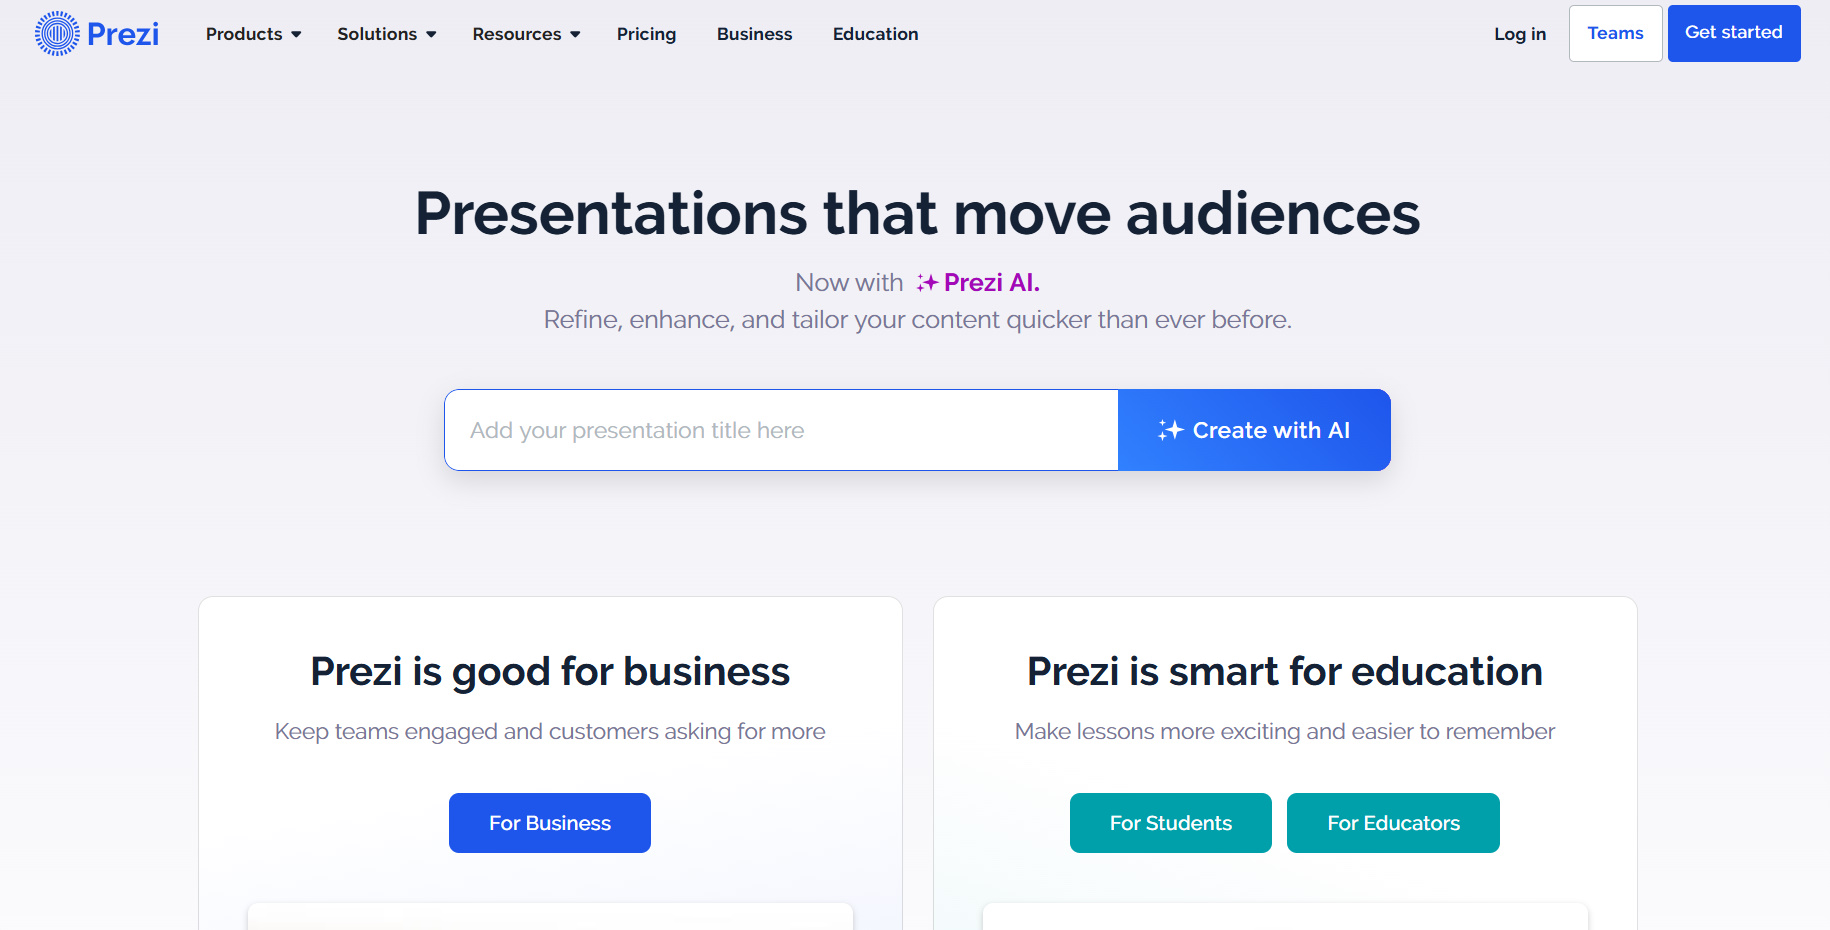 Prezi
Products
Solutions
Resources
Pricing
Business
Education
Log in
Teams
Get started
Presentations that move audiences
Now with Prezi AI.
Refine, enhance, and tailor your content quicker than ever before.
Add your presentation title here
Create with AI
Prezi is good for business
Keep teams engaged and customers asking for more
For Business
Prezi is smart for education
Make lessons more exciting and easier to remember
For Students
For Educators